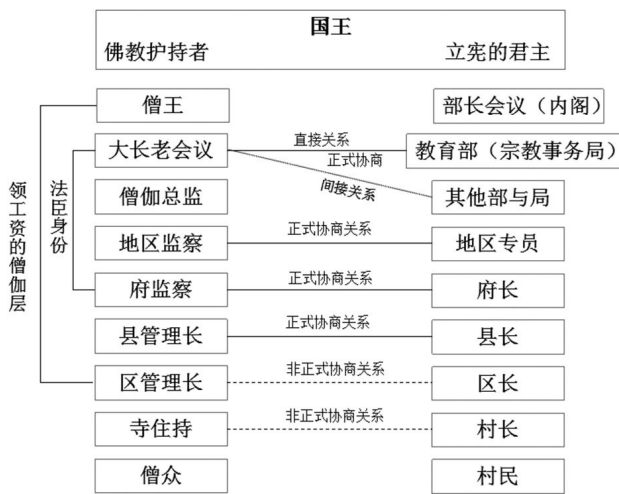 国王
佛教护持者 立宪的君主
僧王 部长会议（内阁）
大长老会议 直接关系 教育部（宗教事务局）
正式协商
间接关系
僧伽总监 其他部与局
地区监察 正式协商关系 地区专员
府监察 正式协商关系 府长
县管理长 正式协商关系 县长
区管理长 非正式协商关系 区长
寺住持 非正式协商关系 村长
僧众 村民
领工资的僧伽层
法臣身份